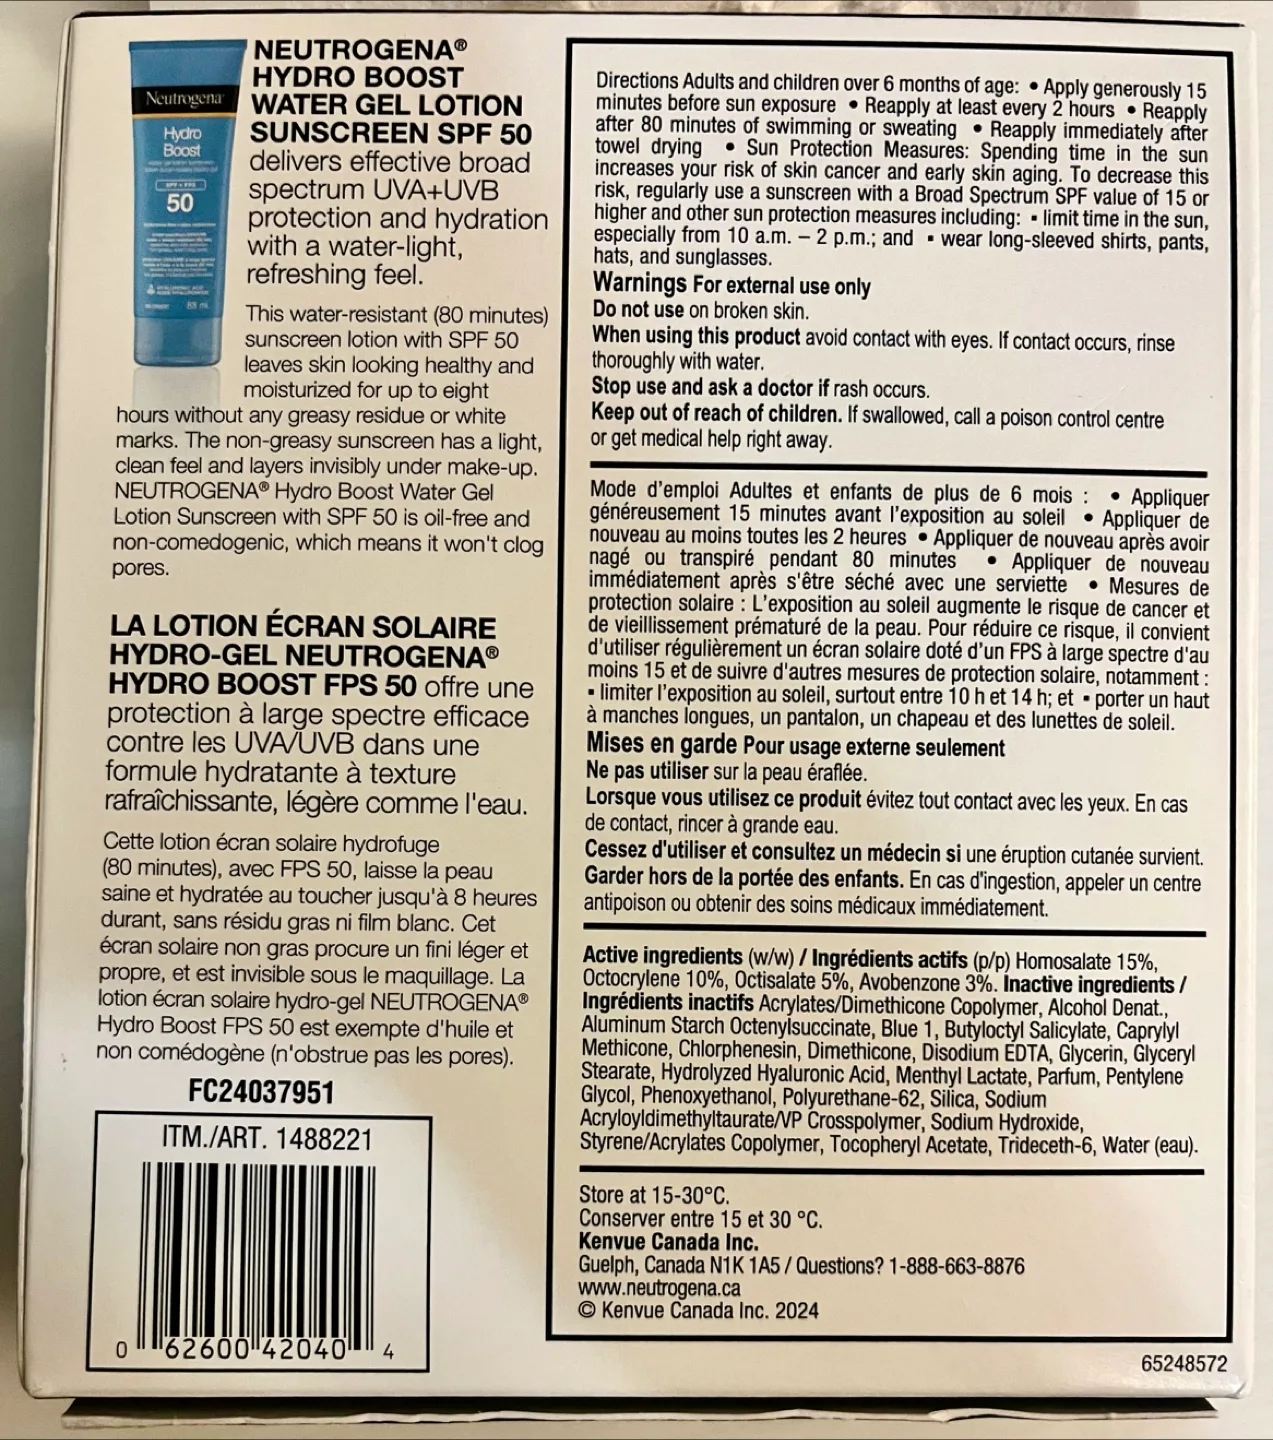 Neutrogena
Hydro
Boost
SPF • FPS
50
88 mL
NEUTROGENA®
HYDRO BOOST
WATER GEL LOTION
SUNSCREEN SPF 50
delivers effective broad
spectrum UVA+UVB
protection and hydration
with a water-light,
refreshing feel.
This water-resistant (80 minutes)
sunscreen lotion with SPF 50
leaves skin looking healthy and
moisturized for up to eight
hours without any greasy residue or white
marks. The non-greasy sunscreen has a light,
clean feel and layers invisibly under make-up.
NEUTROGENA® Hydro Boost Water Gel
Lotion Sunscreen with SPF 50 is oil-free and
non-comedogenic, which means it won't clog
pores.
LA LOTION ÉCRAN SOLAIRE
HYDRO-GEL NEUTROGENA®
HYDRO BOOST FPS 50 offre une
protection à large spectre efficace
contre les UVA/UVB dans une
formule hydratante à texture
rafraîchissante, légère comme l'eau.
Cette lotion écran solaire hydrofuge
(80 minutes), avec FPS 50, laisse la peau
saine et hydratée au toucher jusqu'à 8 heures
durant, sans résidu gras ni film blanc. Cet
écran solaire non gras procure un fini léger et
propre, et est invisible sous le maquillage. La
lotion écran solaire hydro-gel NEUTROGENA®
Hydro Boost FPS 50 est exempte d'huile et
non comédogène (n'obstrue pas les pores).
FC24037951
ITM./ART. 1488221
0 62600 42040 4
Directions Adults and children over 6 months of age: • Apply generously 15
minutes before sun exposure • Reapply at least every 2 hours • Reapply
after 80 minutes of swimming or sweating • Reapply immediately after
towel drying • Sun Protection Measures: Spending time in the sun
increases your risk of skin cancer and early skin aging. To decrease this
risk, regularly use a sunscreen with a Broad Spectrum SPF value of 15 or
higher and other sun protection measures including: ▪ limit time in the sun,
especially from 10 a.m. – 2 p.m.; and ▪ wear long-sleeved shirts, pants,
hats, and sunglasses.
Warnings For external use only
Do not use on broken skin.
When using this product avoid contact with eyes. If contact occurs, rinse
thoroughly with water.
Stop use and ask a doctor if rash occurs.
Keep out of reach of children. If swallowed, call a poison control centre
or get medical help right away.
Mode d'emploi Adultes et enfants de plus de 6 mois : • Appliquer
généreusement 15 minutes avant l'exposition au soleil • Appliquer de
nouveau au moins toutes les 2 heures • Appliquer de nouveau après avoir
nagé ou transpiré pendant 80 minutes • Appliquer de nouveau
immédiatement après s'être séché avec une serviette • Mesures de
protection solaire : L'exposition au soleil augmente le risque de cancer et
de vieillissement prématuré de la peau. Pour réduire ce risque, il convient
d'utiliser régulièrement un écran solaire doté d'un FPS à large spectre d'au
moins 15 et de suivre d'autres mesures de protection solaire, notamment :
▪ limiter l'exposition au soleil, surtout entre 10 h et 14 h; et ▪ porter un haut
à manches longues, un pantalon, un chapeau et des lunettes de soleil.
Mises en garde Pour usage externe seulement
Ne pas utiliser sur la peau éraflée.
Lorsque vous utilisez ce produit évitez tout contact avec les yeux. En cas
de contact, rincer à grande eau.
Cessez d'utiliser et consultez un médecin si une éruption cutanée survient.
Garder hors de la portée des enfants. En cas d'ingestion, appeler un centre
antipoison ou obtenir des soins médicaux immédiatement.
Active ingredients (w/w) / Ingrédients actifs (p/p) Homosalate 15%,
Octocrylene 10%, Octisalate 5%, Avobenzone 3%. Inactive ingredients /
Ingrédients inactifs Acrylates/Dimethicone Copolymer, Alcohol Denat.,
Aluminum Starch Octenylsuccinate, Blue 1, Butyloctyl Salicylate, Caprylyl
Methicone, Chlorphenesin, Dimethicone, Disodium EDTA, Glycerin, Glyceryl
Stearate, Hydrolyzed Hyaluronic Acid, Menthyl Lactate, Parfum, Pentylene
Glycol, Phenoxyethanol, Polyurethane-62, Silica, Sodium
Acryloyldimethyltaurate/VP Crosspolymer, Sodium Hydroxide,
Styrene/Acrylates Copolymer, Tocopheryl Acetate, Trideceth-6, Water (eau).
Store at 15-30°C.
Conserver entre 15 et 30 °C.
Kenvue Canada Inc.
Guelph, Canada N1K 1A5 / Questions? 1-888-663-8876
www.neutrogena.ca
© Kenvue Canada Inc. 2024
65248572